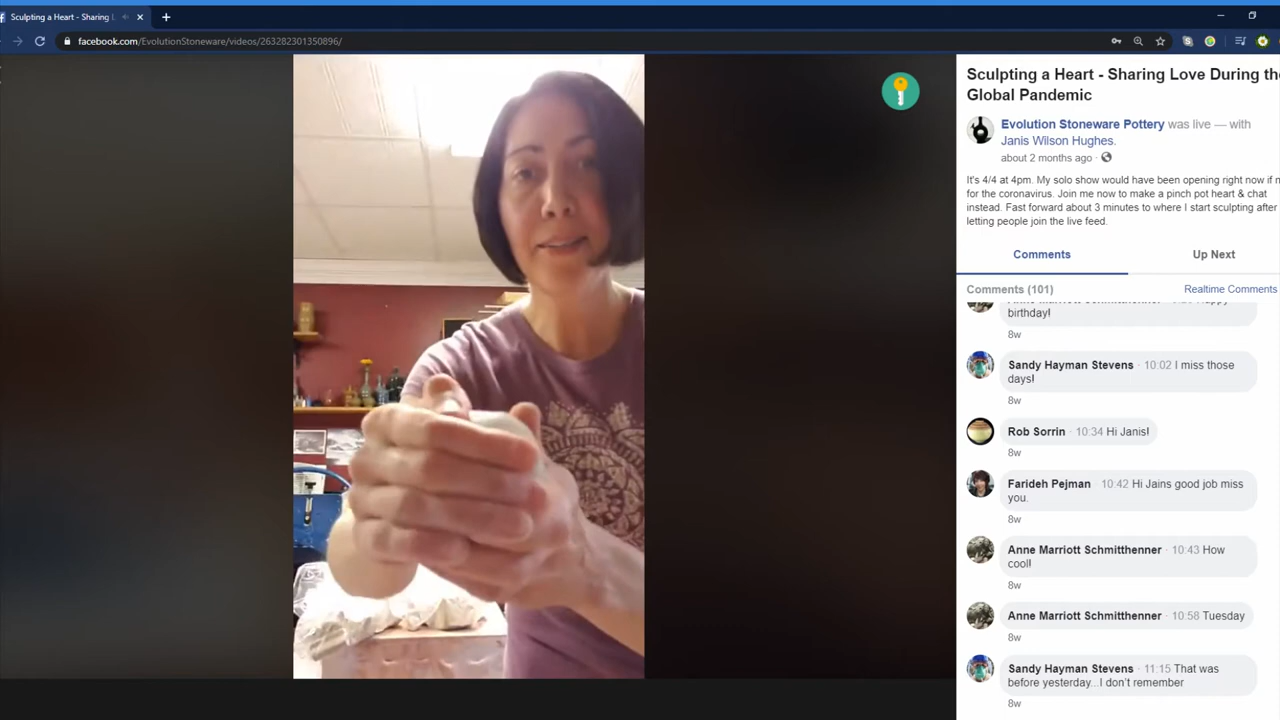 Sculpting a Heart - Sharing L
facebook.com/EvolutionStoneware/videos/263282301350896/
Sculpting a Heart - Sharing Love During the
Global Pandemic
Evolution Stoneware Pottery was live — with
Janis Wilson Hughes.
about 2 months ago ·
It's 4/4 at 4pm. My solo show would have been opening right now if n
for the coronavirus. Join me now to make a pinch pot heart & chat
instead. Fast forward about 3 minutes to where I start sculpting after
letting people join the live feed.
Comments Up Next
Comments (101) Realtime Comments
Anne Marriott Schmitthenner
birthday!
8w
Sandy Hayman Stevens · 10:02 I miss those
days!
8w
Rob Sorrin · 10:34 Hi Janis!
8w
Farideh Pejman · 10:42 Hi Jains good job miss
you.
8w
Anne Marriott Schmitthenner · 10:43 How
cool!
8w
Anne Marriott Schmitthenner · 10:58 Tuesday
8w
Sandy Hayman Stevens · 11:15 That was
before yesterday...I don't remember
8w